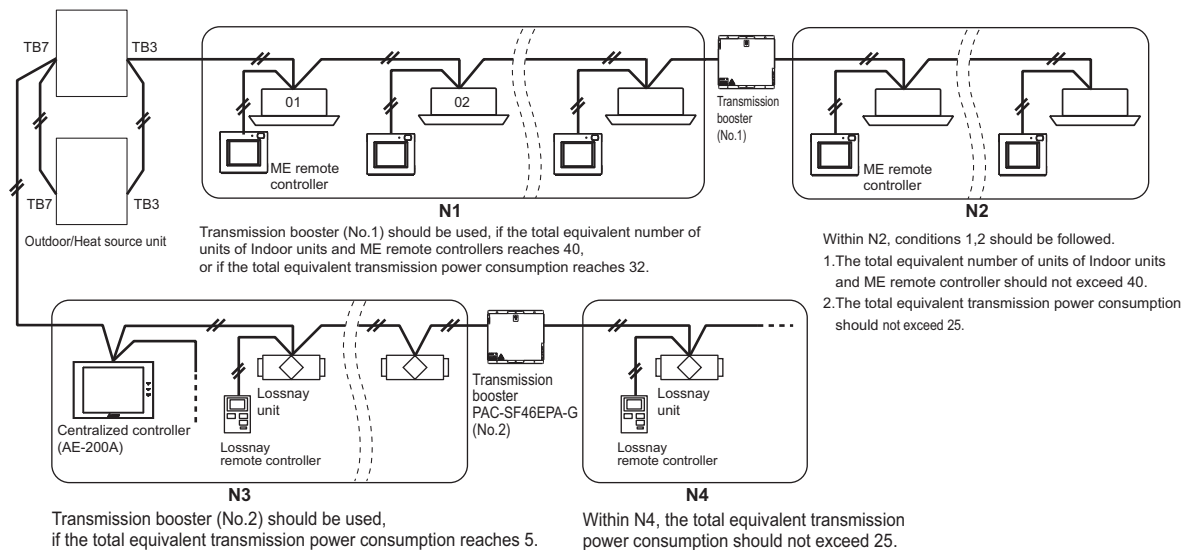 TB7
TB3
TB7
TB3
Outdoor/Heat source unit
01
02
ME remote
controller
N1
Transmission
booster
(No.1)
ME remote
controller
N2
Transmission booster (No.1) should be used, if the total equivalent number of
units of Indoor units and ME remote controllers reaches 40,
or if the total equivalent transmission power consumption reaches 32.
Within N2, conditions 1,2 should be followed.
1.The total equivalent number of units of Indoor units
and ME remote controller should not exceed 40.
2.The total equivalent transmission power consumption
should not exceed 25.
Centralized controller
(AE-200A)
Lossnay
unit
Lossnay
remote controller
N3
Transmission
booster
PAC-SF46EPA-G
(No.2)
Lossnay
unit
Lossnay
remote controller
N4
Transmission booster (No.2) should be used,
if the total equivalent transmission power consumption reaches 5.
Within N4, the total equivalent transmission
power consumption should not exceed 25.